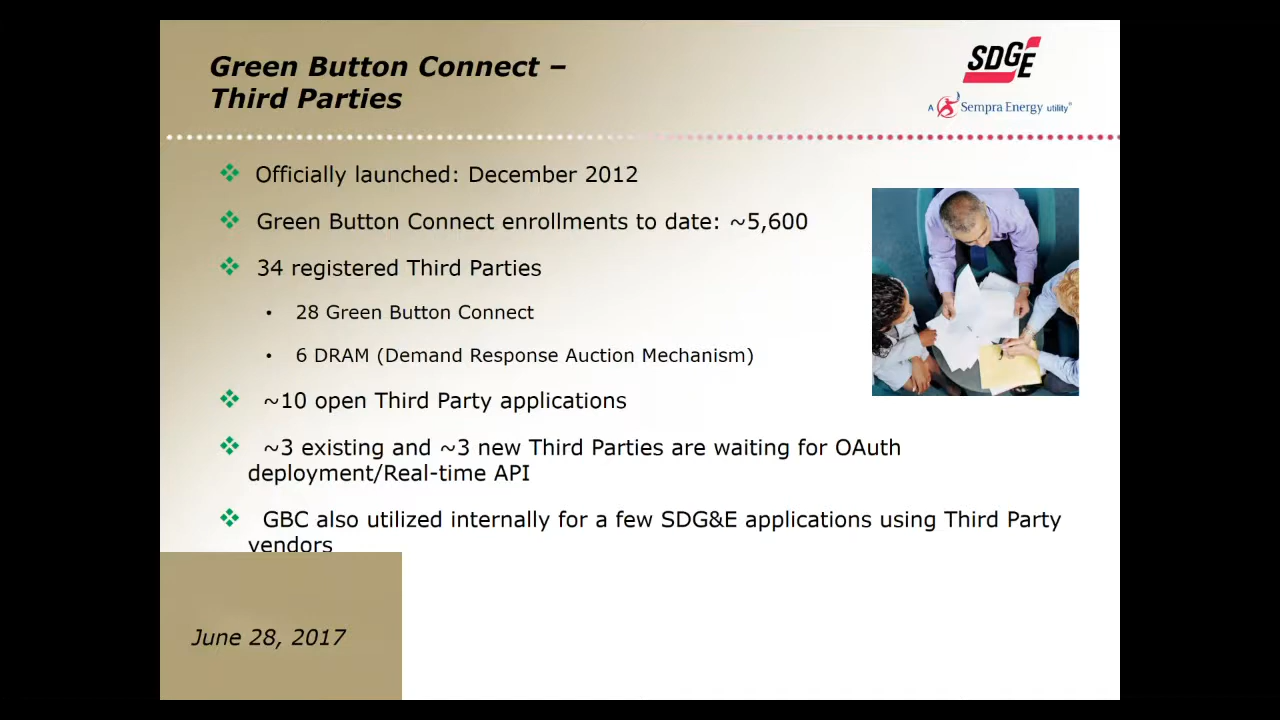 Green Button Connect –
Third Parties
SDGE
A Sempra Energy utility®
❖ Officially launched: December 2012
❖ Green Button Connect enrollments to date: ~5,600
❖ 34 registered Third Parties
• 28 Green Button Connect
• 6 DRAM (Demand Response Auction Mechanism)
❖ ~10 open Third Party applications
❖ ~3 existing and ~3 new Third Parties are waiting for OAuth
deployment/Real-time API
❖ GBC also utilized internally for a few SDG&E applications using Third Party
vendors
June 28, 2017